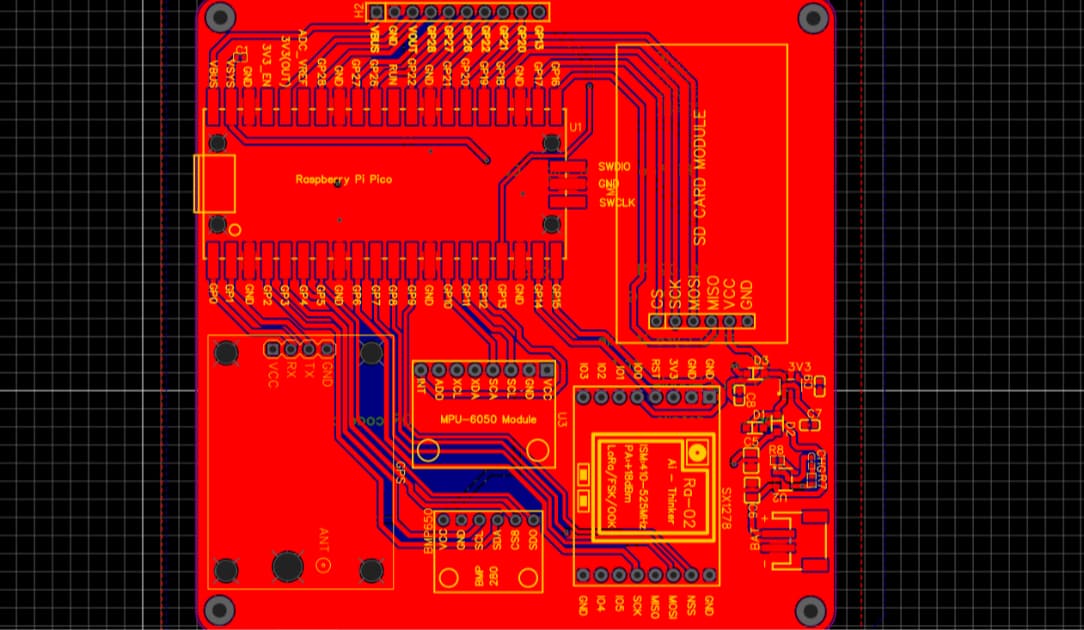 H2
VBUS GND VOUT GP28 GP27 GP26 GP22 GP21 GP20 GP13
VBUS VSYS GND 3V3_EN 3V3(OUT) ADC_VREF GP28 GND GP27 GP26 RUN GP22 GND GP21 GP20 GP19 GP18 GND GP17 GP16
U1
Raspberry Pi Pico
SWDIO
GND
SWCLK
SD CARD MODULE
CS SCK MOSI MISO VCC GND
GP0 GP1 GND GP2 GP3 GP4 GP5 GND GP6 GP7 GP8 GP9 GND GP10 GP11 GP12 GP13 GND GP14 GP15
VCC RX TX GND
GPS
ANT
INT ADO XCL XDA SCA SCL GND VCC
MPU-6050 Module
U3
IO3 IO2 IO1 IO0 RST 3V3 GND GND
Ra-02
Ai - Thinker
ISM:410-525MHz
PA:+18dBm
LoRa/FSK/OOK
SX1278
GND IO4 IO5 SCK MISO MOSI NSS GND
BMP650
VCC GND SCL SDA CSB SDO
BMP 280
D3
3V3
C8
D1
D2
C7
R8
C6
BAT
+
-